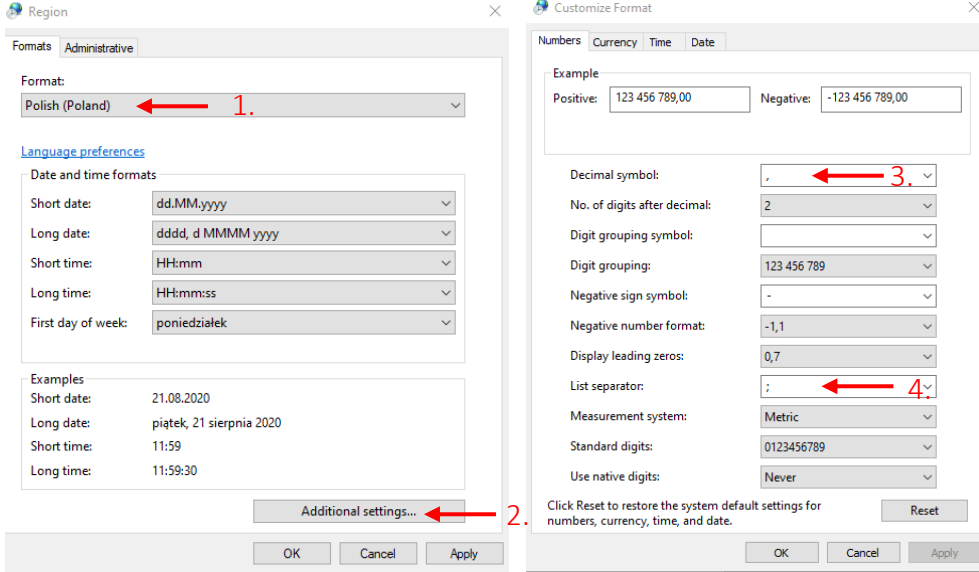 Region
Formats Administrative
Format:
Polish (Poland) 1.
Language preferences
Date and time formats
Short date: dd.MM.yyyy
Long date: dddd, d MMMM yyyy
Short time: HH:mm
Long time: HH:mm:ss
First day of week: poniedziałek
Examples
Short date: 21.08.2020
Long date: piątek, 21 sierpnia 2020
Short time: 11:59
Long time: 11:59:30
Additional settings... 2.
OK Cancel Apply
Customize Format
Numbers Currency Time Date
Example
Positive: 123 456 789,00 Negative: -123 456 789,00
Decimal symbol: , 3.
No. of digits after decimal: 2
Digit grouping symbol:
Digit grouping: 123 456 789
Negative sign symbol: -
Negative number format: -1,1
Display leading zeros: 0,7
List separator: ; 4.
Measurement system: Metric
Standard digits: 0123456789
Use native digits: Never
Click Reset to restore the system default settings for
numbers, currency, time, and date.
Reset
OK Cancel Apply